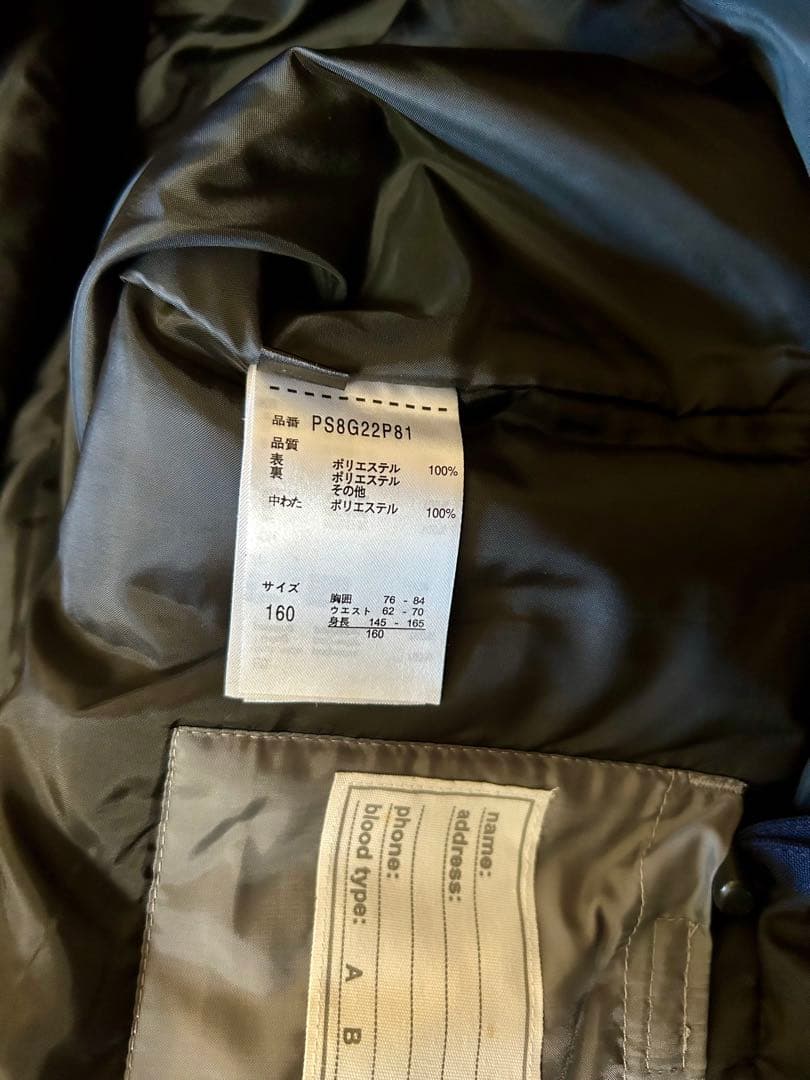 品番 PS8G22P81
品質
表 ポリエステル 100%
裏 ポリエステル
その他
中わた ポリエステル 100%
サイズ
160
胸囲 76 - 84
ウエスト 62 - 70
身長 145 - 165
160
name:
address:
phone:
blood type: A B